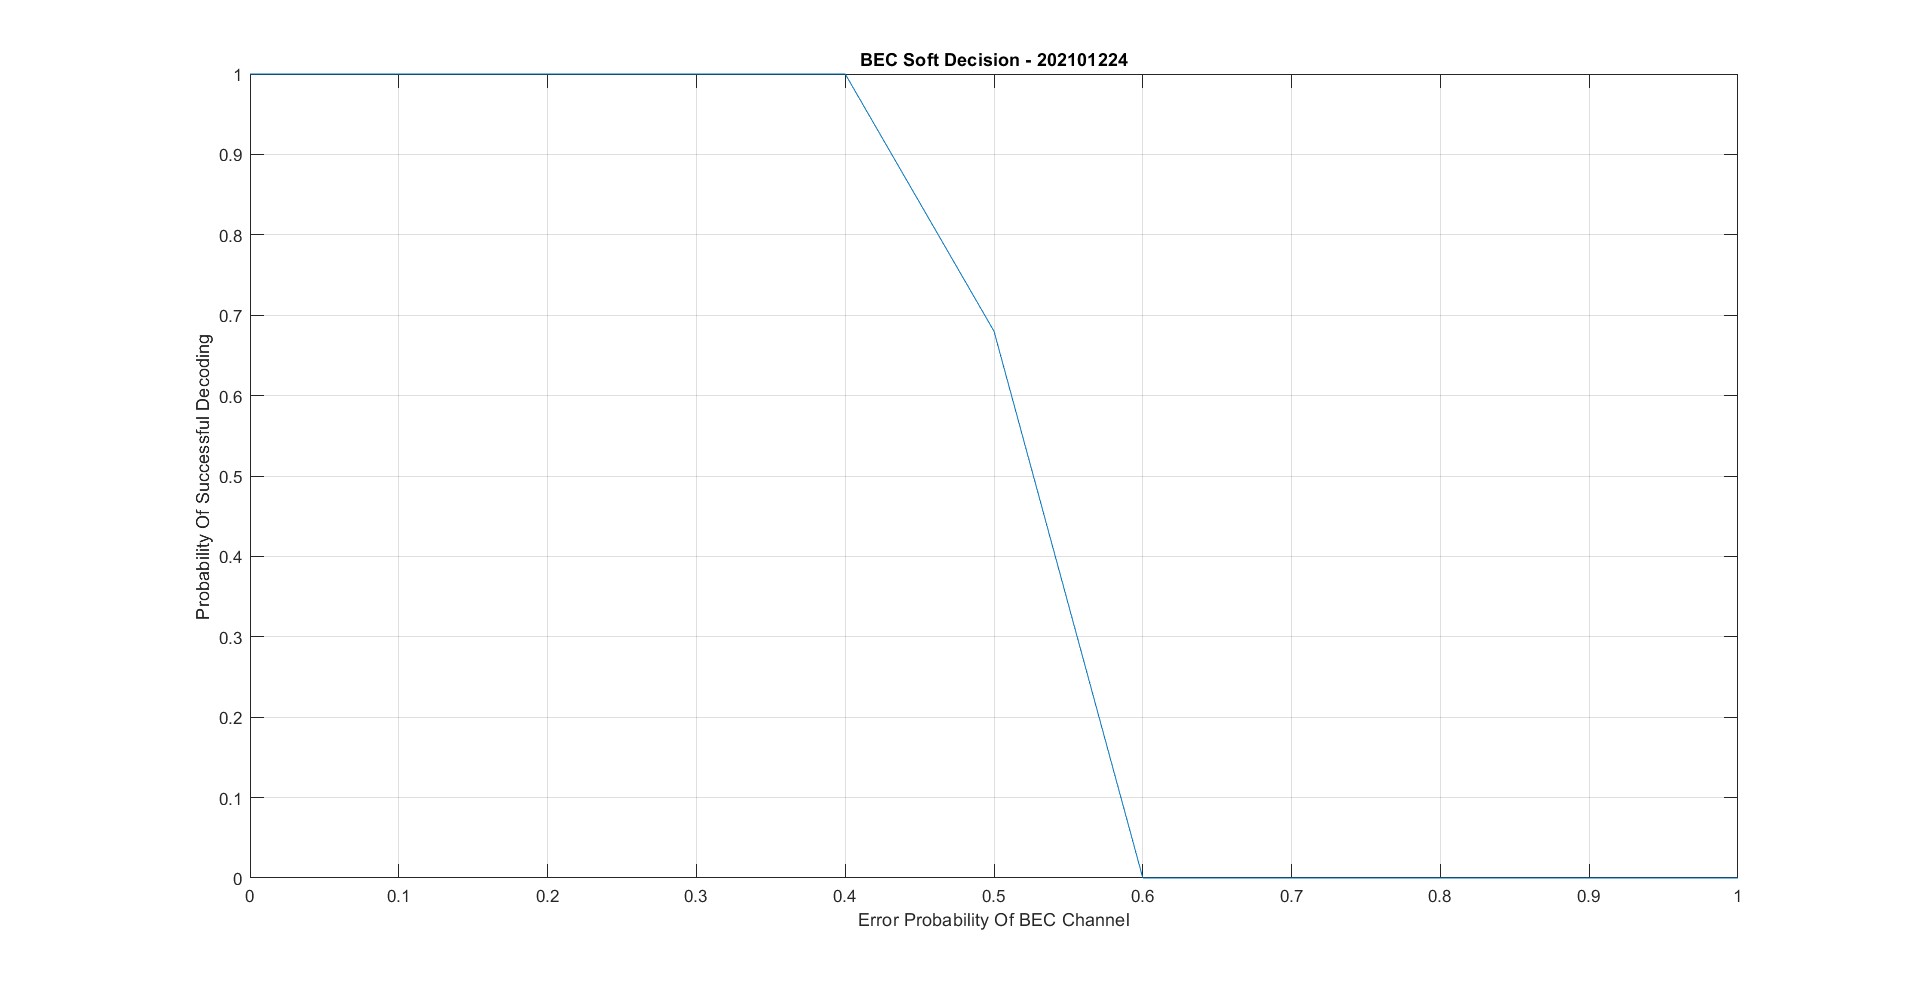 BEC Soft Decision - 202101224
1
0.9
0.8
0.7
0.6
0.5
0.4
0.3
0.2
0.1
0
Probability Of Successful Decoding
0 0.1 0.2 0.3 0.4 0.5 0.6 0.7 0.8 0.9 1
Error Probability Of BEC Channel